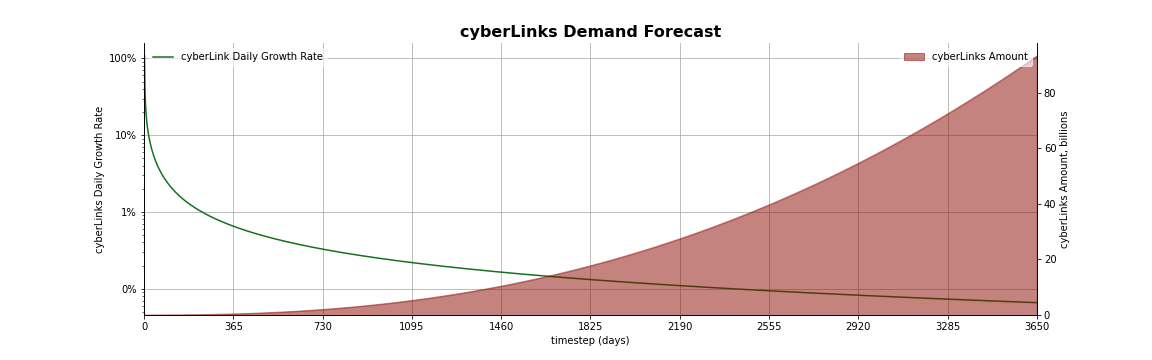 cyberLinks Demand Forecast
cyberLink Daily Growth Rate
cyberLinks Amount
100%
10%
1%
0%
cyberLinks Daily Growth Rate
80
60
40
20
0
cyberLinks Amount, billions
0 365 730 1095 1460 1825 2190 2555 2920 3285 3650
timestep (days)